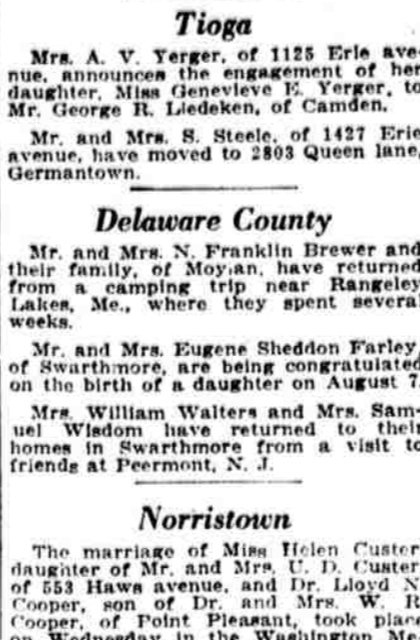 Tioga
Mrs. A. V. Yerger, of 1125 Erie ave-
nue, announces the engagement of her
daughter, Miss Genevieve E. Yerger, to
Mr. George R. Liedeken, of Camden.
Mr. and Mrs. S. Steele, of 1427 Erie
avenue, have moved to 2803 Queen lane,
Germantown.
Delaware County
Mr. and Mrs. N. Franklin Brewer and
their family, of Moylan, have returned
from a camping trip near Rangeley
Lakes, Me., where they spent several
weeks.
Mr. and Mrs. Eugene Sheddon Farley,
of Swarthmore, are being congratulated
on the birth of a daughter on August 7.
Mrs. William Walters and Mrs. Sam-
uel Wisdom have returned to their
homes in Swarthmore from a visit to
friends at Peermont, N. J.
Norristown
The marriage of Miss Helen Custer,
daughter of Mr. and Mrs. U. D. Custer,
of 553 Haws avenue, and Dr. Lloyd N.
Cooper, son of Dr. and Mrs. W. R.
Cooper, of Point Pleasant, took place
on Wednesday in the Washington